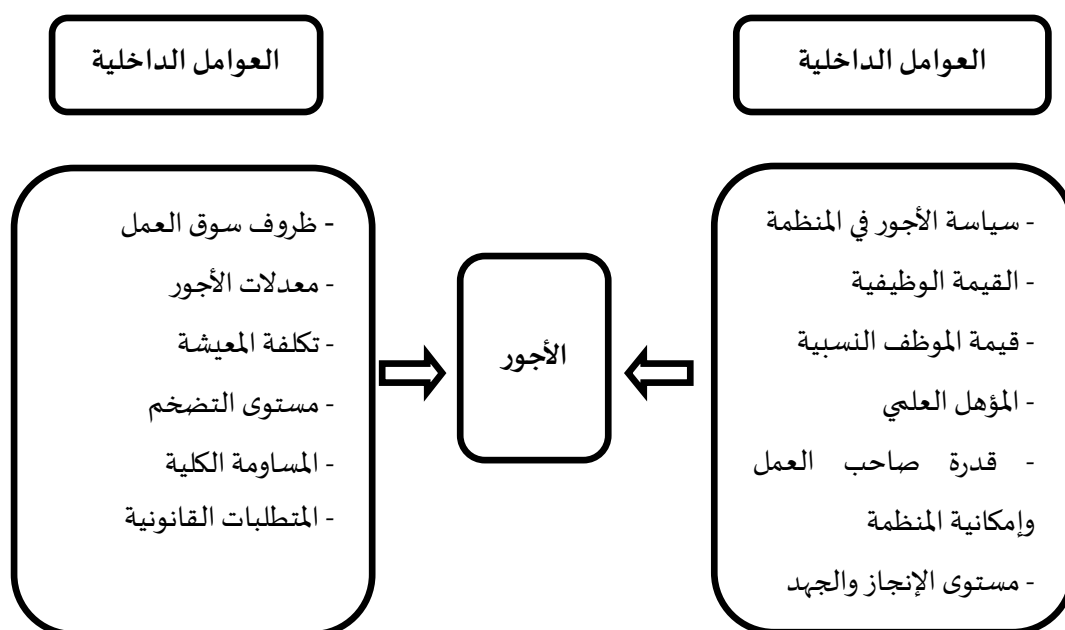 العوامل الداخلية
العوامل الداخلية
- سياسة الأجور في المنظمة
- القيمة الوظيفية
- قيمة الموظف النسبية
- المؤهل العلمي
- قدرة صاحب العمل
وإمكانية المنظمة
- مستوى الإنجاز والجهد
الأجور
- ظروف سوق العمل
- معدلات الأجور
- تكلفة المعيشة
- مستوى التضخم
- المساومة الكلية
- المتطلبات القانونية